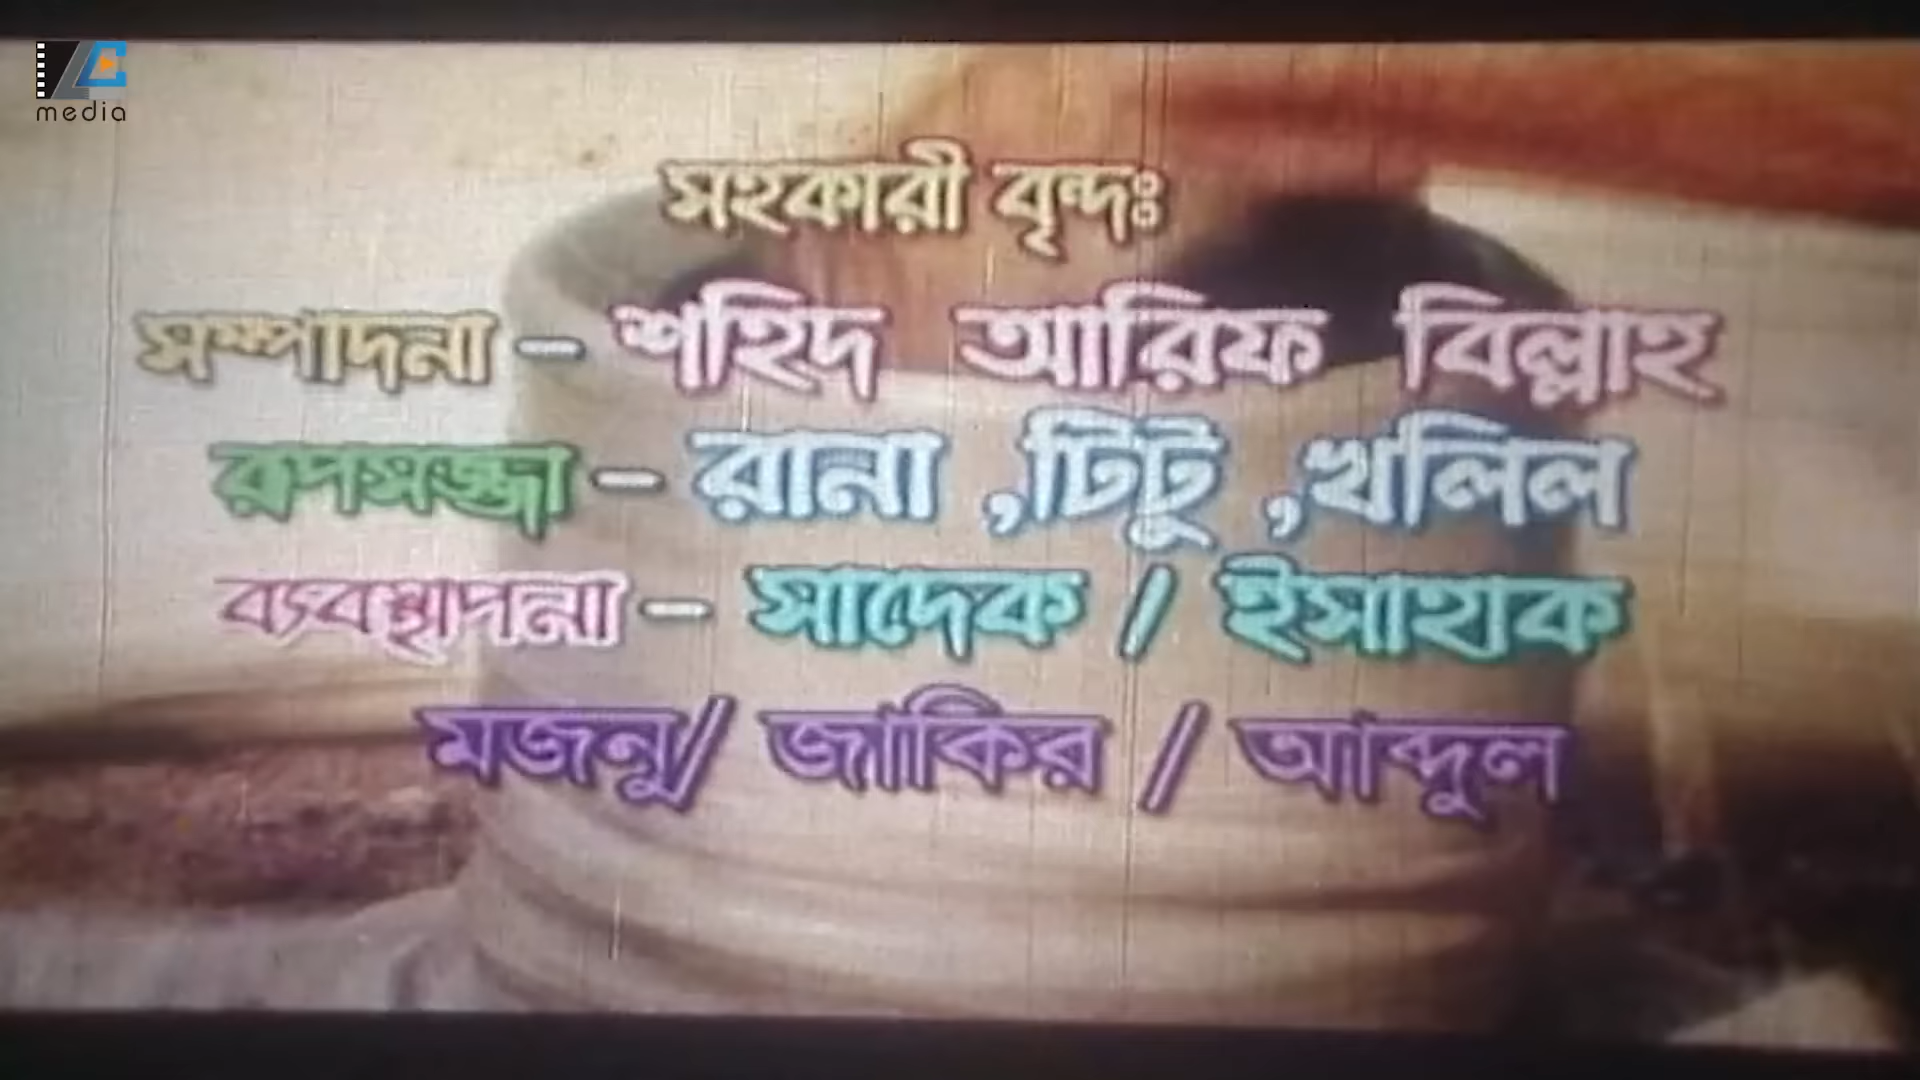 media
সহকারী বৃন্দঃ
সম্পাদনা - শহিদ আরিফ বিল্লাহ
রূপসজ্জা - রানা ,টিটু ,খলিল
ব্যবস্থাপনা - সাদেক / ইসাহাক
মজনু/ জাকির / আব্দুল